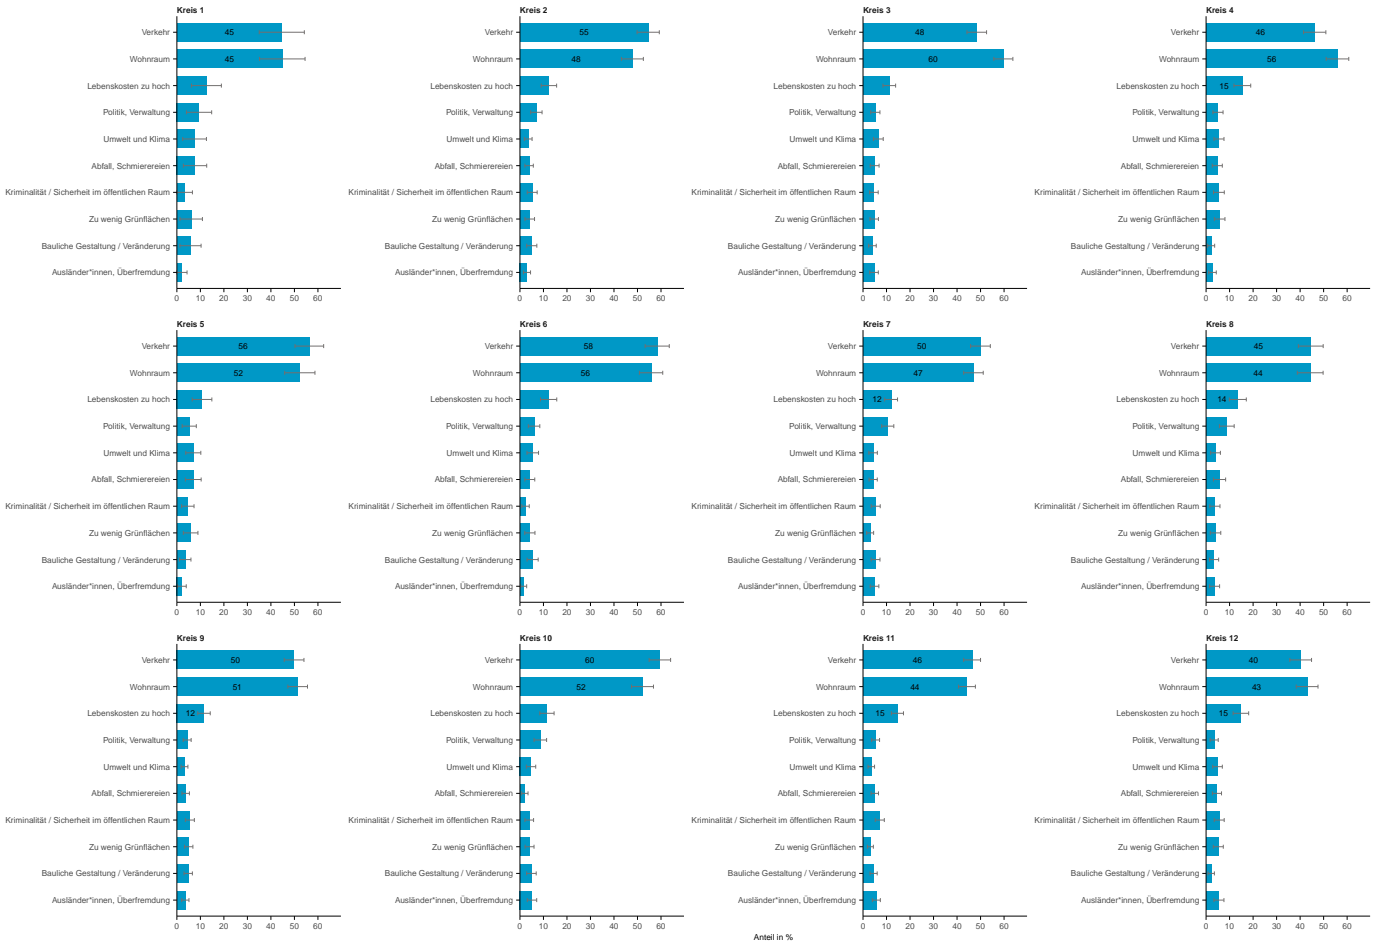 Kreis 1
Verkehr 45
Wohnraum 45
Lebenskosten zu hoch
Politik, Verwaltung
Umwelt und Klima
Abfall, Schmierereien
Kriminalität / Sicherheit im öffentlichen Raum
Zu wenig Grünflächen
Bauliche Gestaltung / Veränderung
Ausländer*innen, Überfremdung
0 10 20 30 40 50 60
Kreis 2
Verkehr 55
Wohnraum 48
Lebenskosten zu hoch
Politik, Verwaltung
Umwelt und Klima
Abfall, Schmierereien
Kriminalität / Sicherheit im öffentlichen Raum
Zu wenig Grünflächen
Bauliche Gestaltung / Veränderung
Ausländer*innen, Überfremdung
0 10 20 30 40 50 60
Kreis 3
Verkehr 48
Wohnraum 60
Lebenskosten zu hoch
Politik, Verwaltung
Umwelt und Klima
Abfall, Schmierereien
Kriminalität / Sicherheit im öffentlichen Raum
Zu wenig Grünflächen
Bauliche Gestaltung / Veränderung
Ausländer*innen, Überfremdung
0 10 20 30 40 50 60
Kreis 4
Verkehr 46
Wohnraum 56
Lebenskosten zu hoch 15
Politik, Verwaltung
Umwelt und Klima
Abfall, Schmierereien
Kriminalität / Sicherheit im öffentlichen Raum
Zu wenig Grünflächen
Bauliche Gestaltung / Veränderung
Ausländer*innen, Überfremdung
0 10 20 30 40 50 60
Kreis 5
Verkehr 56
Wohnraum 52
Lebenskosten zu hoch
Politik, Verwaltung
Umwelt und Klima
Abfall, Schmierereien
Kriminalität / Sicherheit im öffentlichen Raum
Zu wenig Grünflächen
Bauliche Gestaltung / Veränderung
Ausländer*innen, Überfremdung
0 10 20 30 40 50 60
Kreis 6
Verkehr 58
Wohnraum 56
Lebenskosten zu hoch
Politik, Verwaltung
Umwelt und Klima
Abfall, Schmierereien
Kriminalität / Sicherheit im öffentlichen Raum
Zu wenig Grünflächen
Bauliche Gestaltung / Veränderung
Ausländer*innen, Überfremdung
0 10 20 30 40 50 60
Kreis 7
Verkehr 50
Wohnraum 47
Lebenskosten zu hoch 12
Politik, Verwaltung
Umwelt und Klima
Abfall, Schmierereien
Kriminalität / Sicherheit im öffentlichen Raum
Zu wenig Grünflächen
Bauliche Gestaltung / Veränderung
Ausländer*innen, Überfremdung
0 10 20 30 40 50 60
Kreis 8
Verkehr 45
Wohnraum 44
Lebenskosten zu hoch 14
Politik, Verwaltung
Umwelt und Klima
Abfall, Schmierereien
Kriminalität / Sicherheit im öffentlichen Raum
Zu wenig Grünflächen
Bauliche Gestaltung / Veränderung
Ausländer*innen, Überfremdung
0 10 20 30 40 50 60
Kreis 9
Verkehr 50
Wohnraum 51
Lebenskosten zu hoch 12
Politik, Verwaltung
Umwelt und Klima
Abfall, Schmierereien
Kriminalität / Sicherheit im öffentlichen Raum
Zu wenig Grünflächen
Bauliche Gestaltung / Veränderung
Ausländer*innen, Überfremdung
0 10 20 30 40 50 60
Kreis 10
Verkehr 60
Wohnraum 52
Lebenskosten zu hoch
Politik, Verwaltung
Umwelt und Klima
Abfall, Schmierereien
Kriminalität / Sicherheit im öffentlichen Raum
Zu wenig Grünflächen
Bauliche Gestaltung / Veränderung
Ausländer*innen, Überfremdung
0 10 20 30 40 50 60
Kreis 11
Verkehr 46
Wohnraum 44
Lebenskosten zu hoch 15
Politik, Verwaltung
Umwelt und Klima
Abfall, Schmierereien
Kriminalität / Sicherheit im öffentlichen Raum
Zu wenig Grünflächen
Bauliche Gestaltung / Veränderung
Ausländer*innen, Überfremdung
0 10 20 30 40 50 60
Kreis 12
Verkehr 40
Wohnraum 43
Lebenskosten zu hoch 15
Politik, Verwaltung
Umwelt und Klima
Abfall, Schmierereien
Kriminalität / Sicherheit im öffentlichen Raum
Zu wenig Grünflächen
Bauliche Gestaltung / Veränderung
Ausländer*innen, Überfremdung
0 10 20 30 40 50 60
Anteil in %